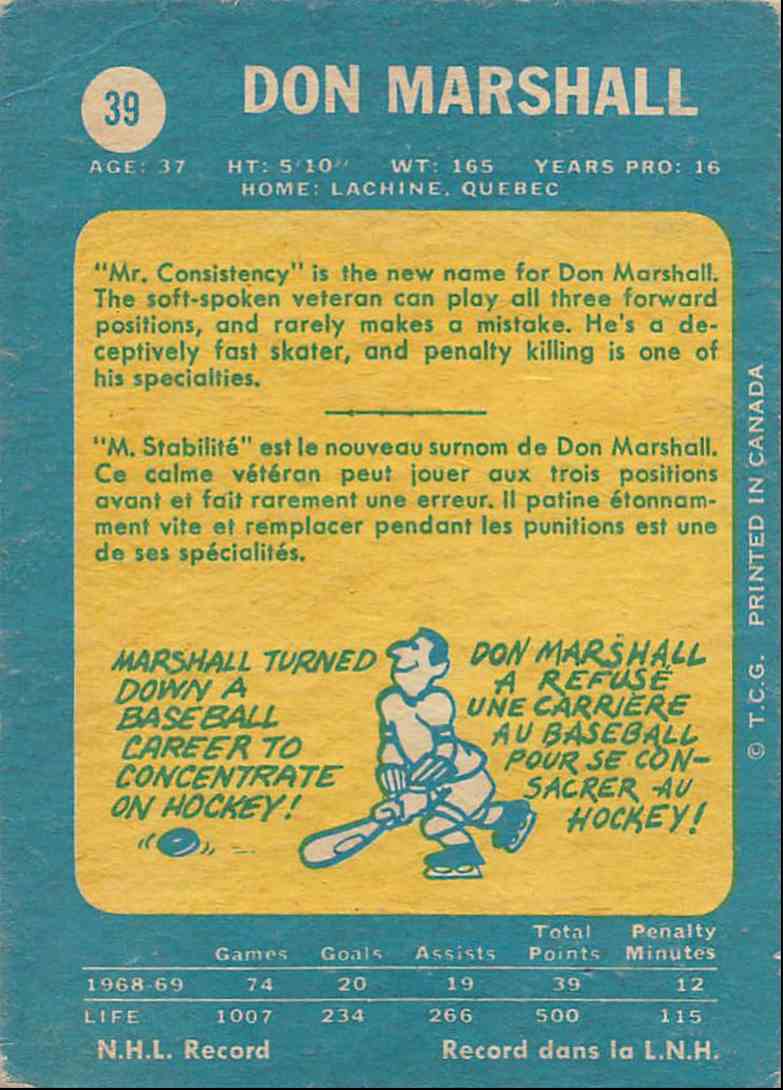 39
DON MARSHALL
AGE: 37 HT: 5'10" WT: 165 YEARS PRO: 16
HOME: LACHINE, QUEBEC
"Mr. Consistency" is the new name for Don Marshall.
The soft-spoken veteran can play all three forward
positions, and rarely makes a mistake. He's a de-
ceptively fast skater, and penalty killing is one of
his specialties.
"M. Stabilité" est le nouveau surnom de Don Marshall.
Ce calme vétéran peut jouer aux trois positions
avant et fait rarement une erreur. Il patine étonnam-
ment vite et remplacer pendant les punitions est une
de ses spécialités.
MARSHALL TURNED
DOWN A
BASEBALL
CAREER TO
CONCENTRATE
ON HOCKEY!
DON MARSHALL
A REFUSÉ
UNE CARRIÈRE
AU BASEBALL
POUR SE CON-
SACRER AU
HOCKEY!
© T.C.G. PRINTED IN CANADA
Games Goals Assists Total Points Penalty Minutes
1968-69 74 20 19 39 12
LIFE 1007 234 266 500 115
N.H.L. Record Record dans la L.N.H.